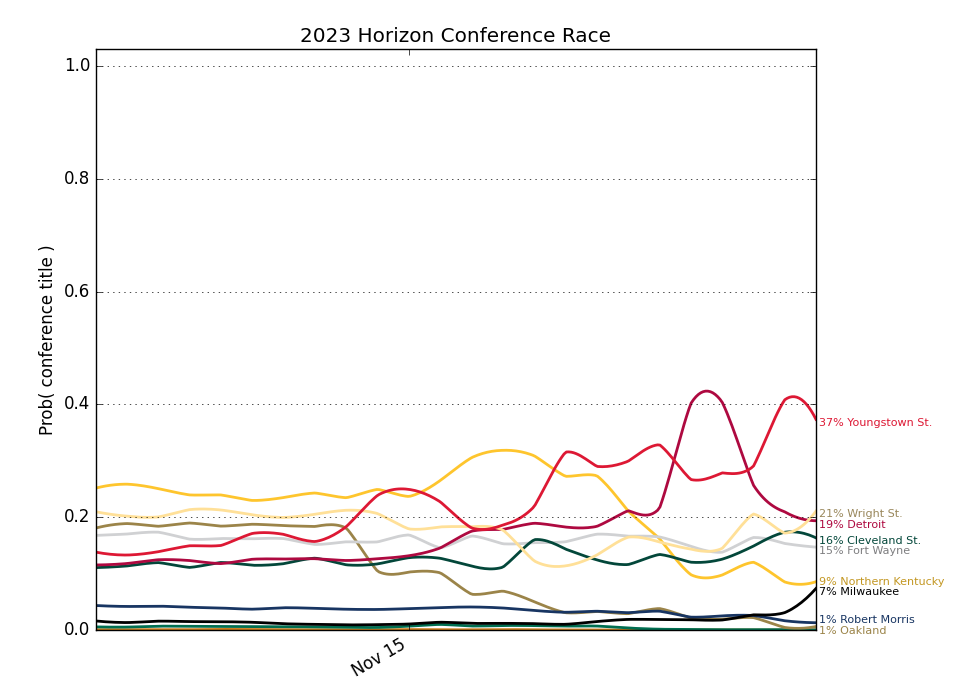 2023 Horizon Conference Race
Prob( conference title )
1.0
0.8
0.6
0.4
0.2
0.0
Nov 15
37% Youngstown St.
21% Wright St.
19% Detroit
16% Cleveland St.
15% Fort Wayne
9% Northern Kentucky
7% Milwaukee
1% Robert Morris
1% Oakland